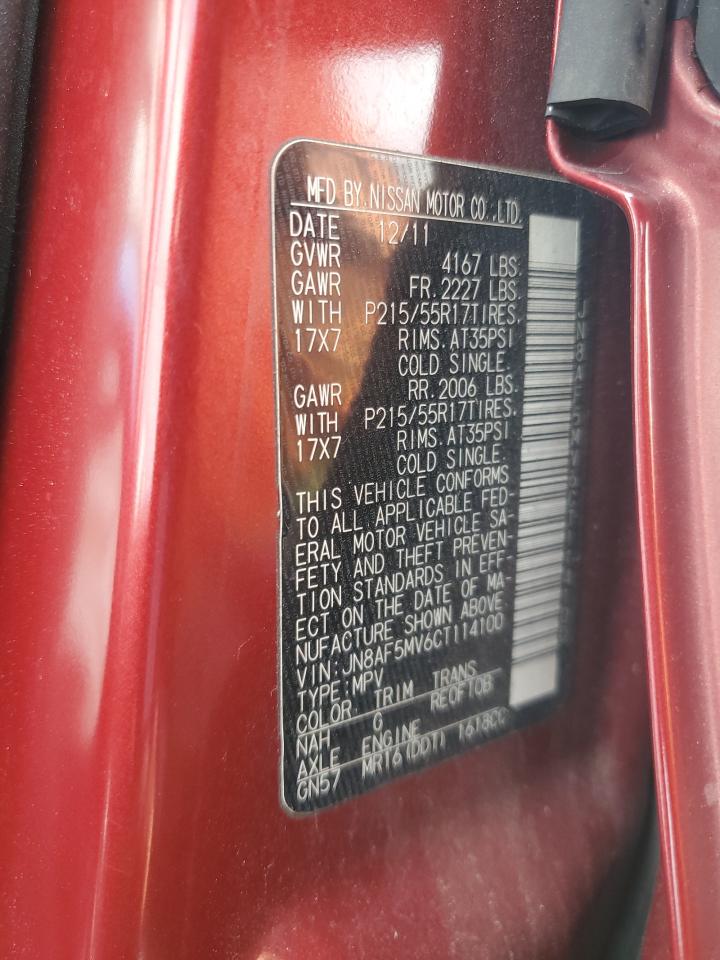 MFD BY.NISSAN MOTOR CO.,LTD.
DATE 12/11
GVWR 4167 LBS.
GAWR FR.2227 LBS.
WITH P215/55R17TIRES.
17X7 RIMS.AT35PSI
COLD SINGLE.
GAWR RR.2006 LBS.
WITH P215/55R17TIRES.
17X7 RIMS.AT35PSI
COLD SINGLE.
THIS VEHICLE CONFORMS
TO ALL APPLICABLE FED-
ERAL MOTOR VEHICLE SA-
FETY AND THEFT PREVEN-
TION STANDARDS IN EFF-
ECT ON THE DATE OF MA-
NUFACTURE SHOWN ABOVE.
VIN:JN8AF5MV6CT114100
TYPE:MPV
COLOR TRIM TRANS
NAH G RE0F10B
AXLE ENGINE
GN57 MR16(DDT) 1618CC